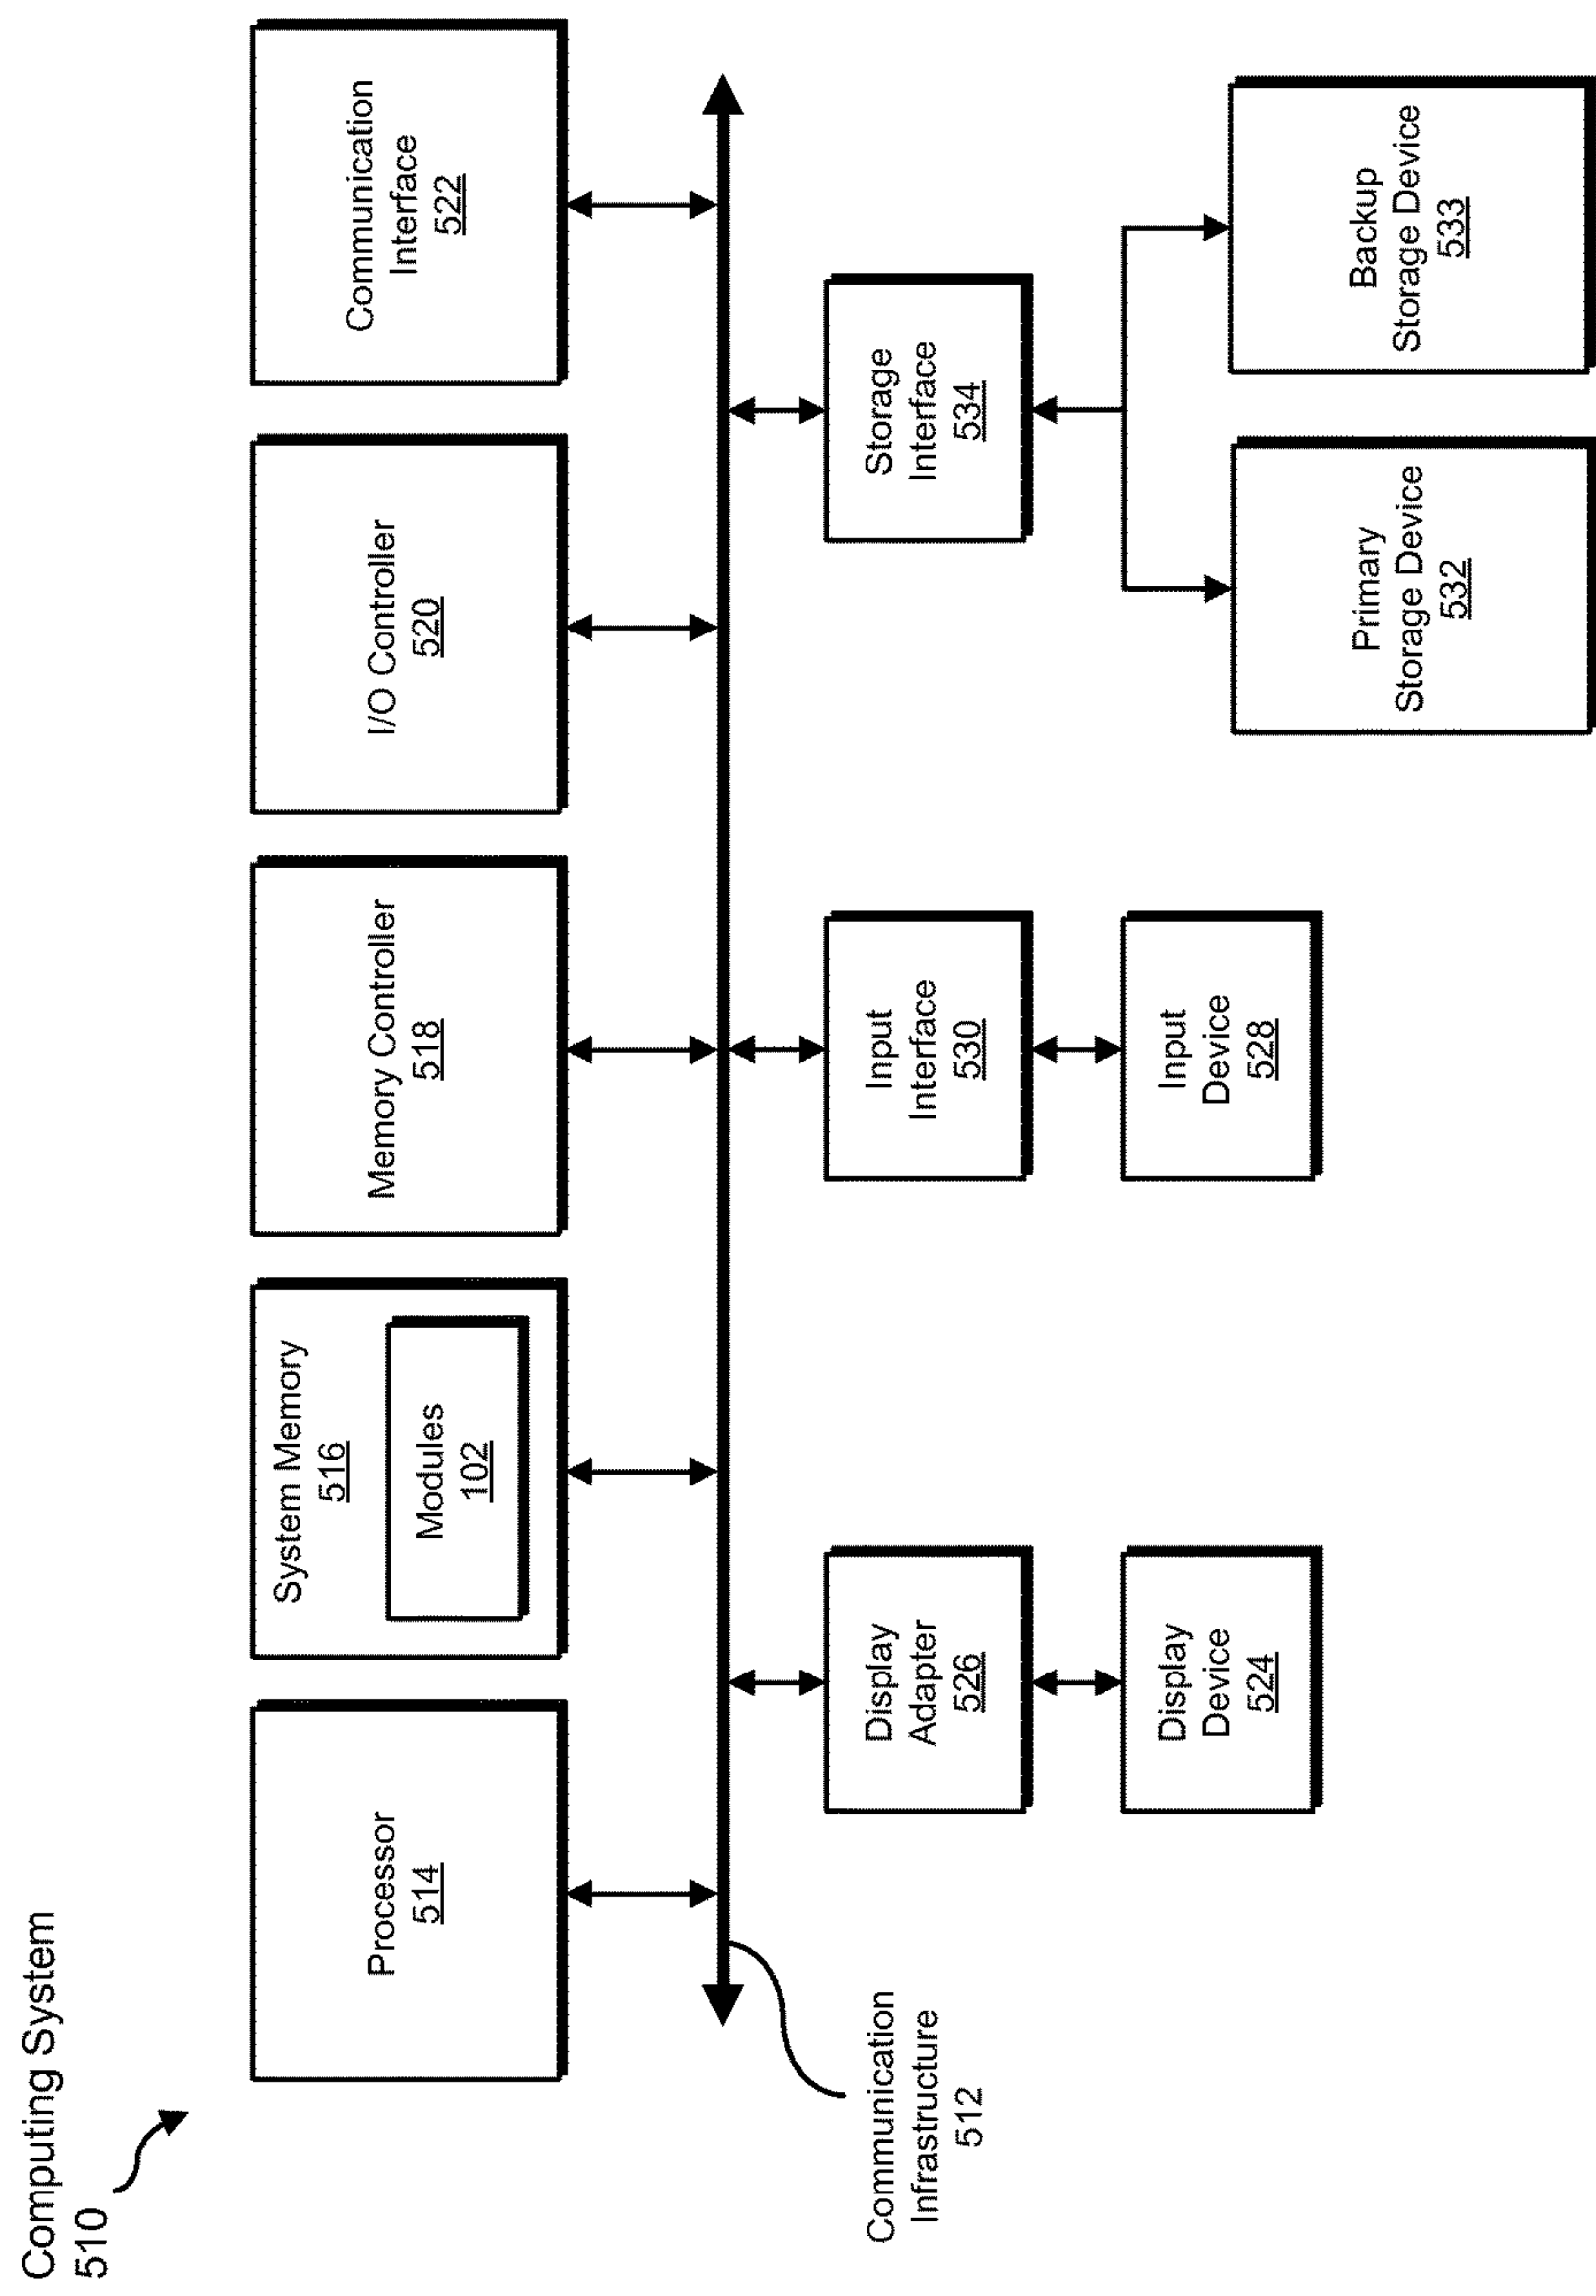 Computing System
510
Processor
514
System Memory
516
Modules
102
Memory Controller
518
I/O Controller
520
Communication
Interface
522
Communication
Infrastructure
512
Display
Adapter
526
Input
Interface
530
Storage
Interface
534
Display
Device
524
Input
Device
528
Primary
Storage Device
532
Backup
Storage Device
533